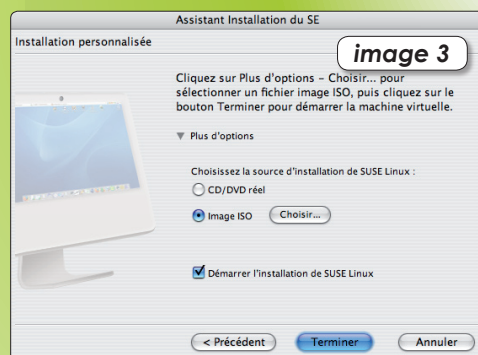 Assistant Installation du SE
Installation personnalisée
image 3
Cliquez sur Plus d'options – Choisir... pour
sélectionner un fichier image ISO, puis cliquez sur le
bouton Terminer pour démarrer la machine virtuelle.
Plus d'options
Choisissez la source d'installation de SUSE Linux :
CD/DVD réel
Image ISO Choisir...
Démarrer l'installation de SUSE Linux
< Précédent Terminer Annuler